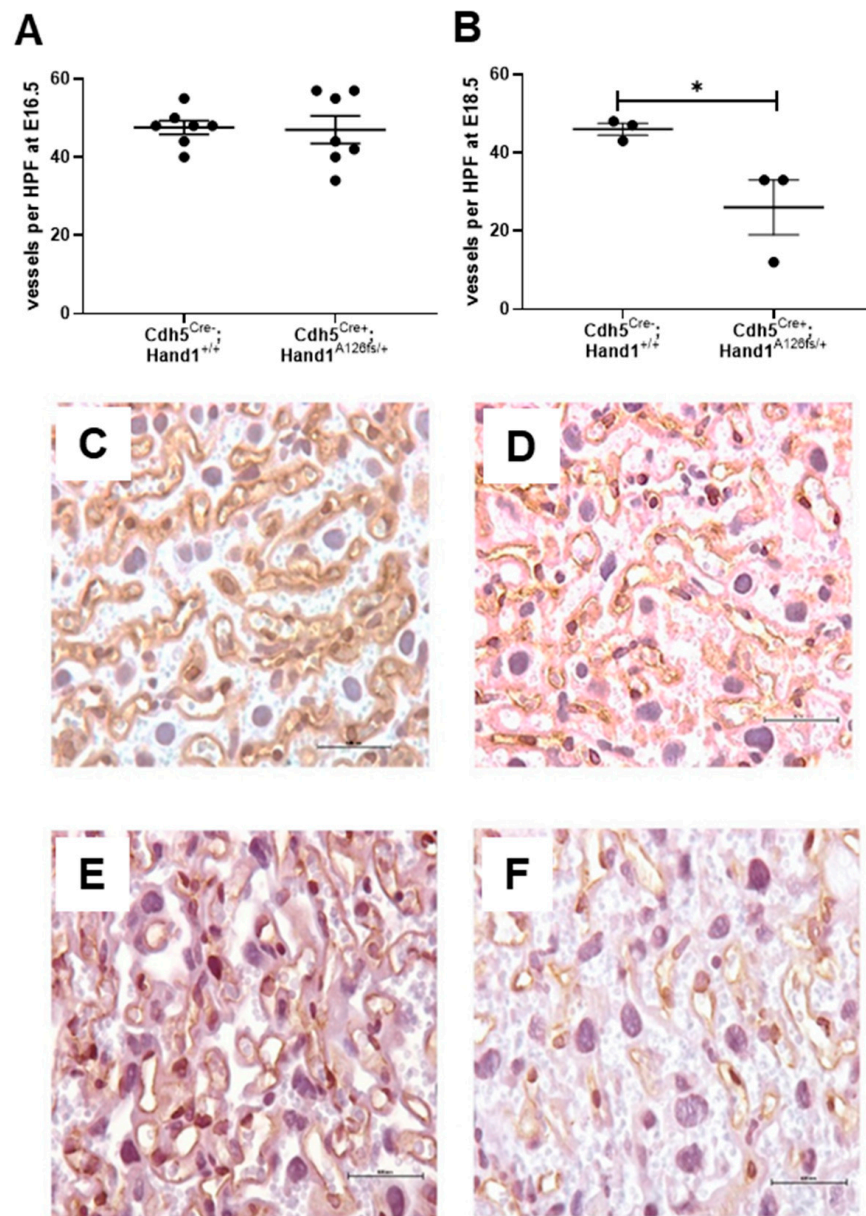 A
vessels per HPF at E16.5
60
40
20
0
Cdh5Cre-;
Hand1+/+
Cdh5Cre+;
Hand1A126fs/+
B
vessels per HPF at E18.5
60
40
20
0
*
Cdh5Cre-;
Hand1+/+
Cdh5Cre+;
Hand1A126fs/+
C
D
E
F